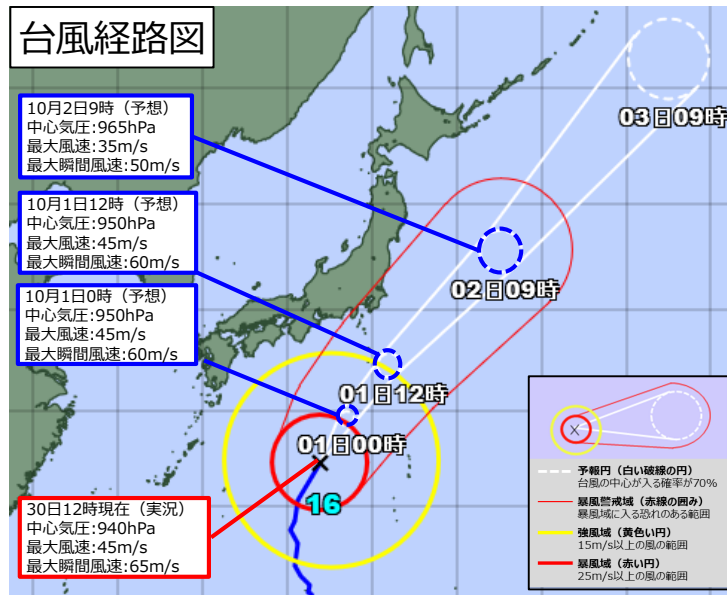 台風経路図
10月2日9時（予想）
中心気圧:965hPa
最大風速:35m/s
最大瞬間風速:50m/s
10月1日12時（予想）
中心気圧:950hPa
最大風速:45m/s
最大瞬間風速:60m/s
10月1日0時（予想）
中心気圧:950hPa
最大風速:45m/s
最大瞬間風速:60m/s
30日12時現在（実況）
中心気圧:940hPa
最大風速:45m/s
最大瞬間風速:65m/s
03日09時
02日09時
01日12時
01日00時
16
予報円（白い破線の円）
台風の中心が入る確率が70%
暴風警戒域（赤線の囲み）
暴風域に入る恐れのある範囲
強風域（黄色い円）
15m/s以上の風の範囲
暴風域（赤い円）
25m/s以上の風の範囲